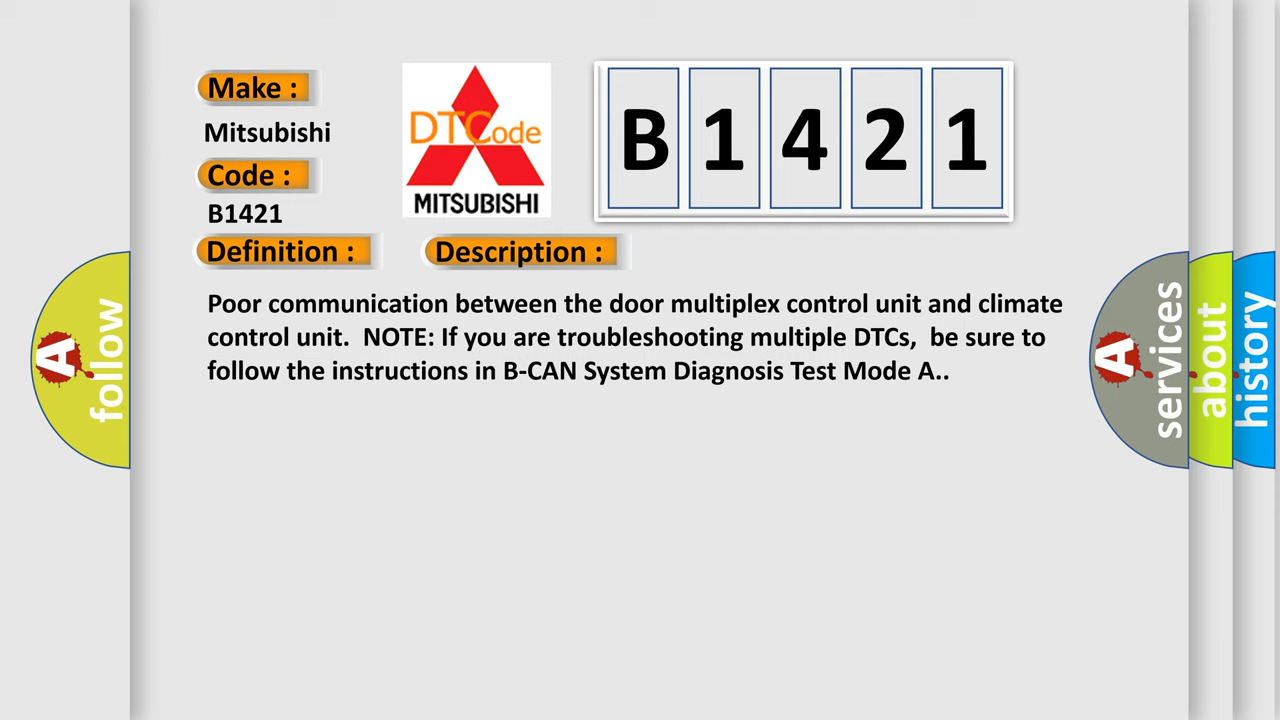 Make :
Mitsubishi
Code :
B1421
Definition :
Description :
DTCode
MITSUBISHI
B 1 4 2 1
Poor communication between the door multiplex control unit and climate
control unit  NOTE: If you are troubleshooting multiple DTCs,  be sure to
follow the instructions in B-CAN System Diagnosis Test Mode A..
A
follow
A
services
about
history